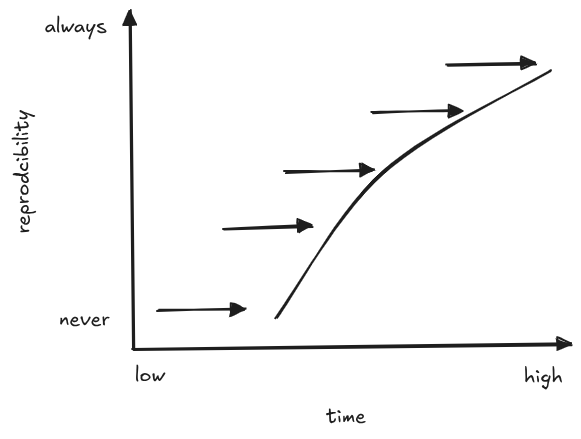 always
reprodcibility
never
low
high
time